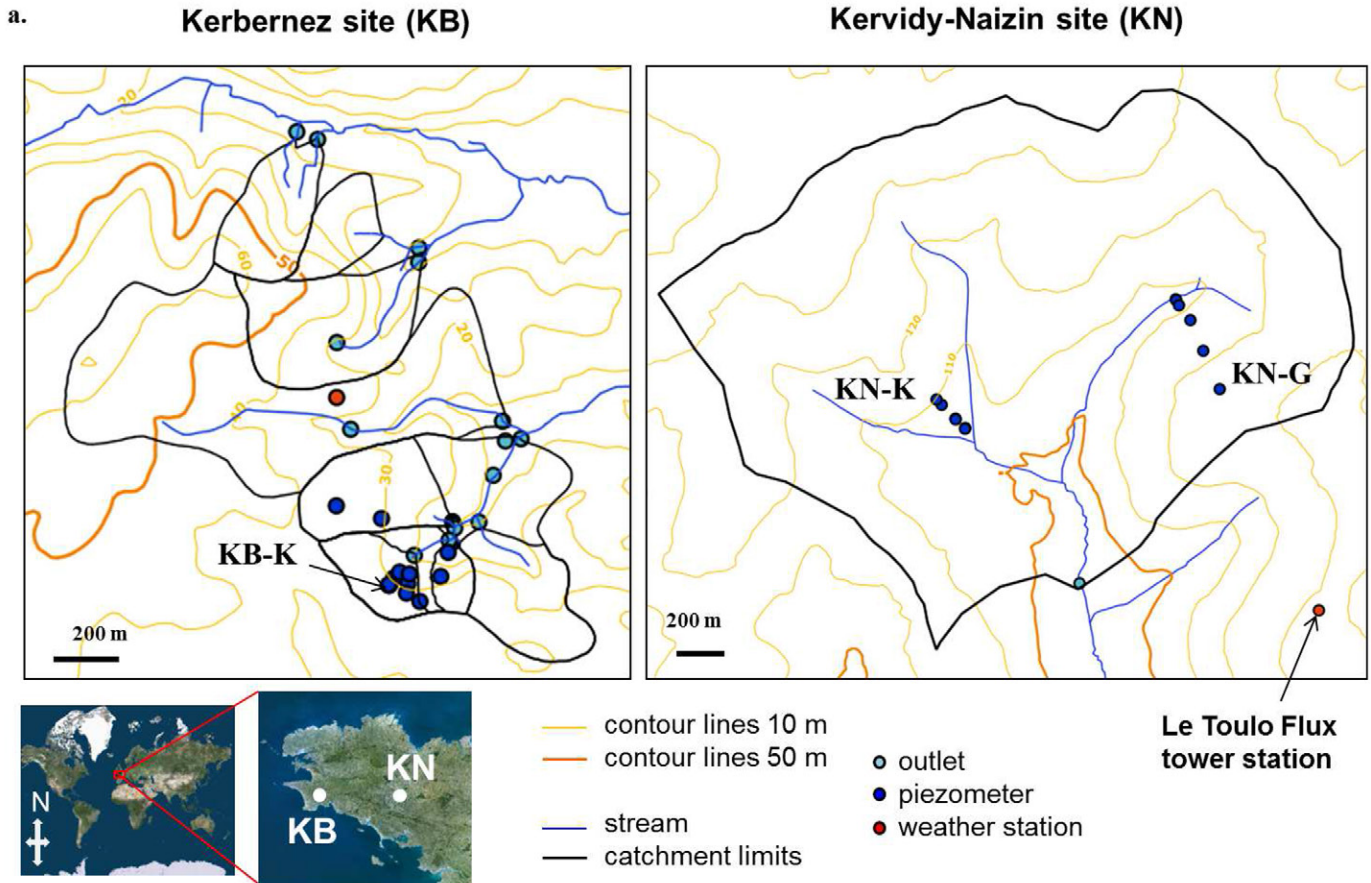 a.
Kerbernez site (KB)
Kervidy-Naizin site (KN)
20
50
60
20
40
30
KB-K
200 m
120
110
KN-K
KN-G
200 m
Le Toulo Flux
tower station
N
KB
KN
contour lines 10 m
contour lines 50 m
stream
catchment limits
outlet
piezometer
weather station